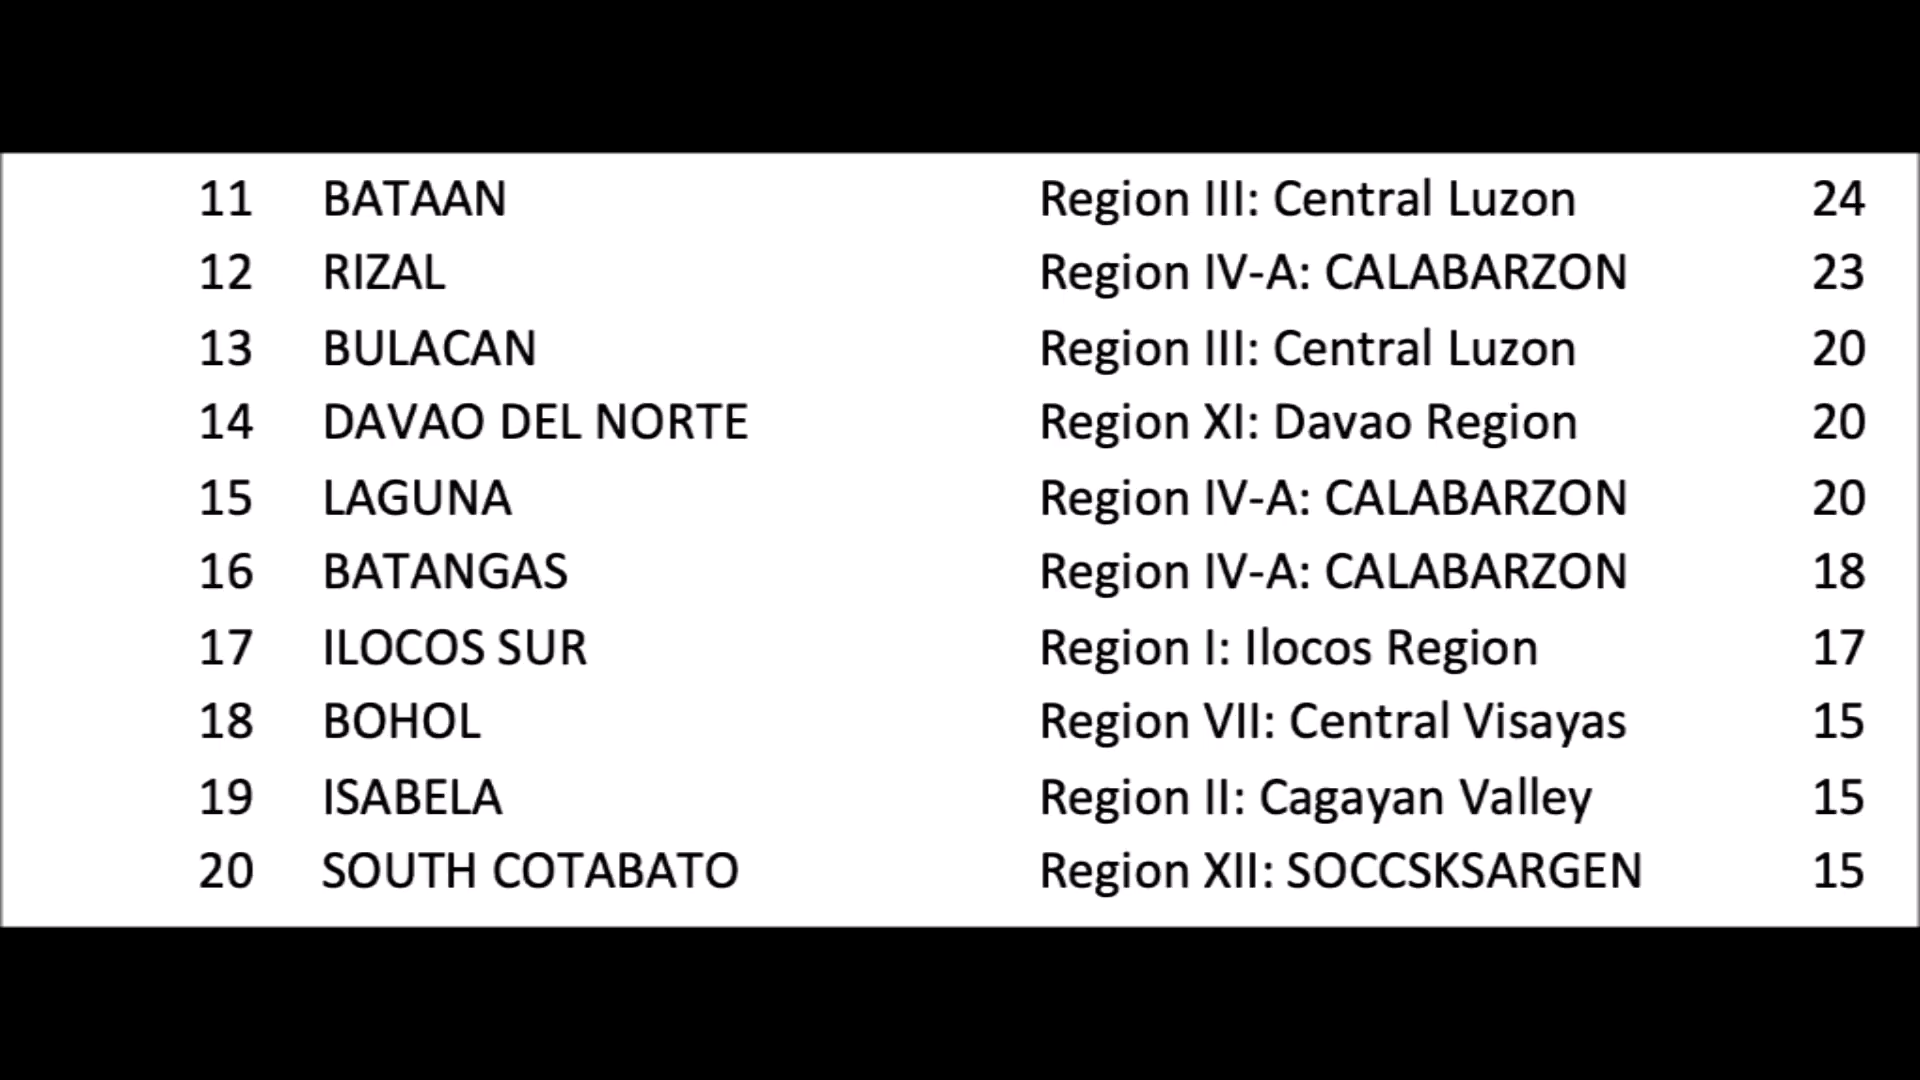 11 BATAAN Region III: Central Luzon 24
12 RIZAL Region IV-A: CALABARZON 23
13 BULACAN Region III: Central Luzon 20
14 DAVAO DEL NORTE Region XI: Davao Region 20
15 LAGUNA Region IV-A: CALABARZON 20
16 BATANGAS Region IV-A: CALABARZON 18
17 ILOCOS SUR Region I: Ilocos Region 17
18 BOHOL Region VII: Central Visayas 15
19 ISABELA Region II: Cagayan Valley 15
20 SOUTH COTABATO Region XII: SOCCSKSARGEN 15